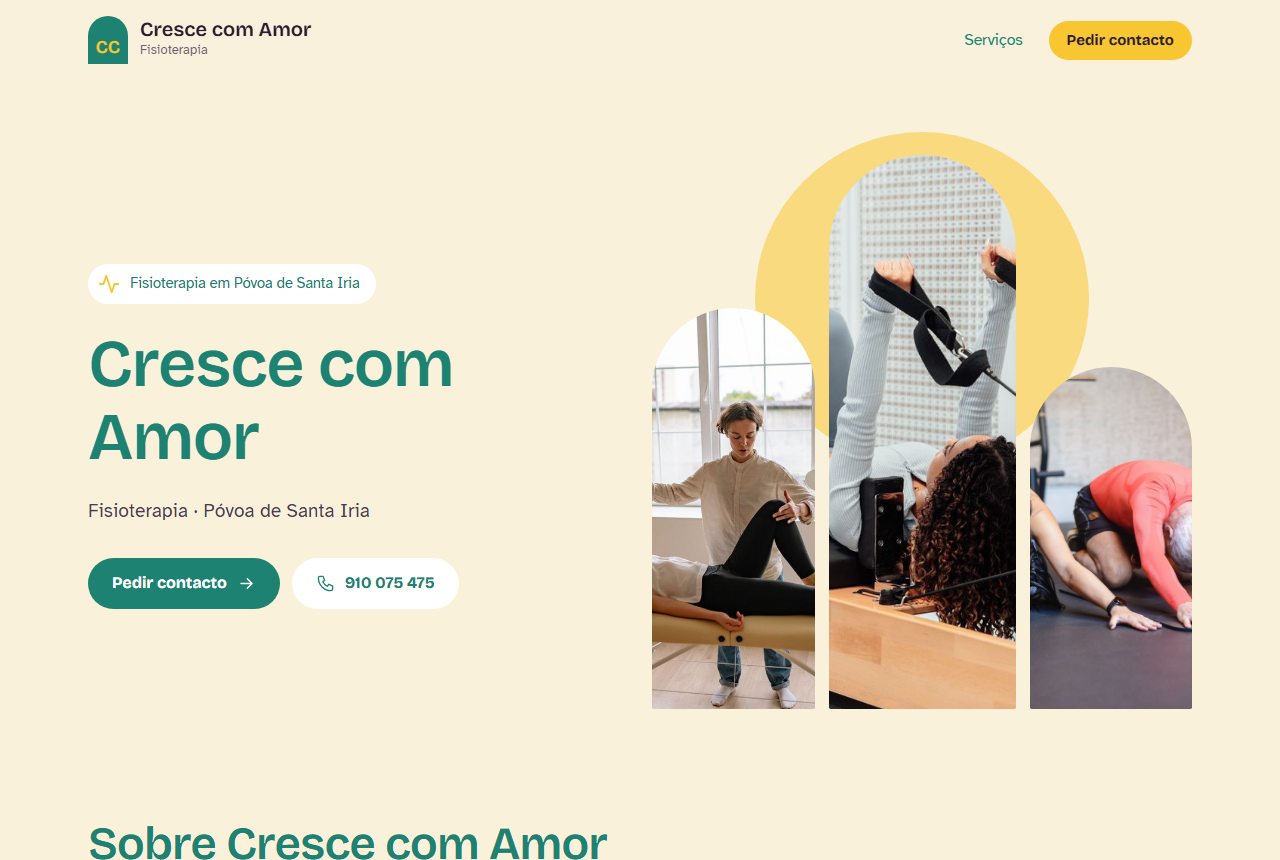 CC
Cresce com Amor
Fisioterapia
Serviços
Pedir contacto
Fisioterapia em Póvoa de Santa Iria
Cresce com
Amor
Fisioterapia · Póvoa de Santa Iria
Pedir contacto
910 075 475
Sobre Cresce com Amor